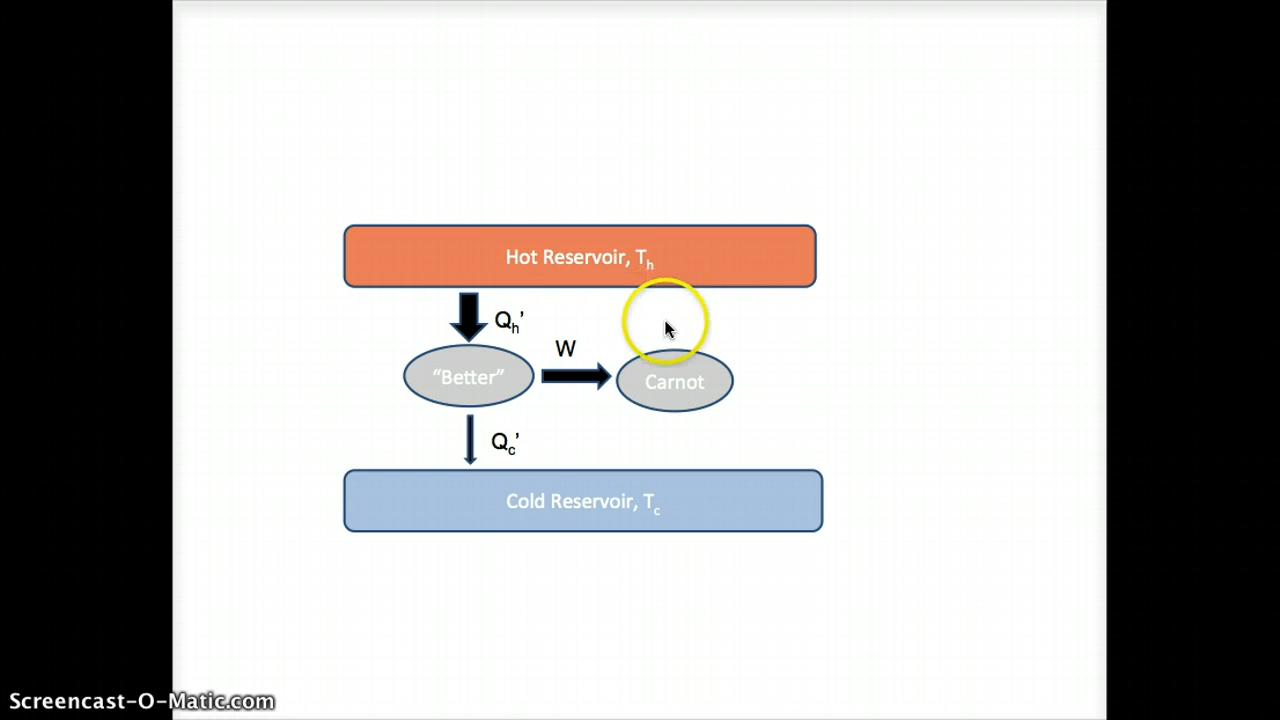 Hot Reservoir, Th
Qh'
W
"Better"
Carnot
Qc'
Cold Reservoir, Tc
Screencast-O-Matic.com